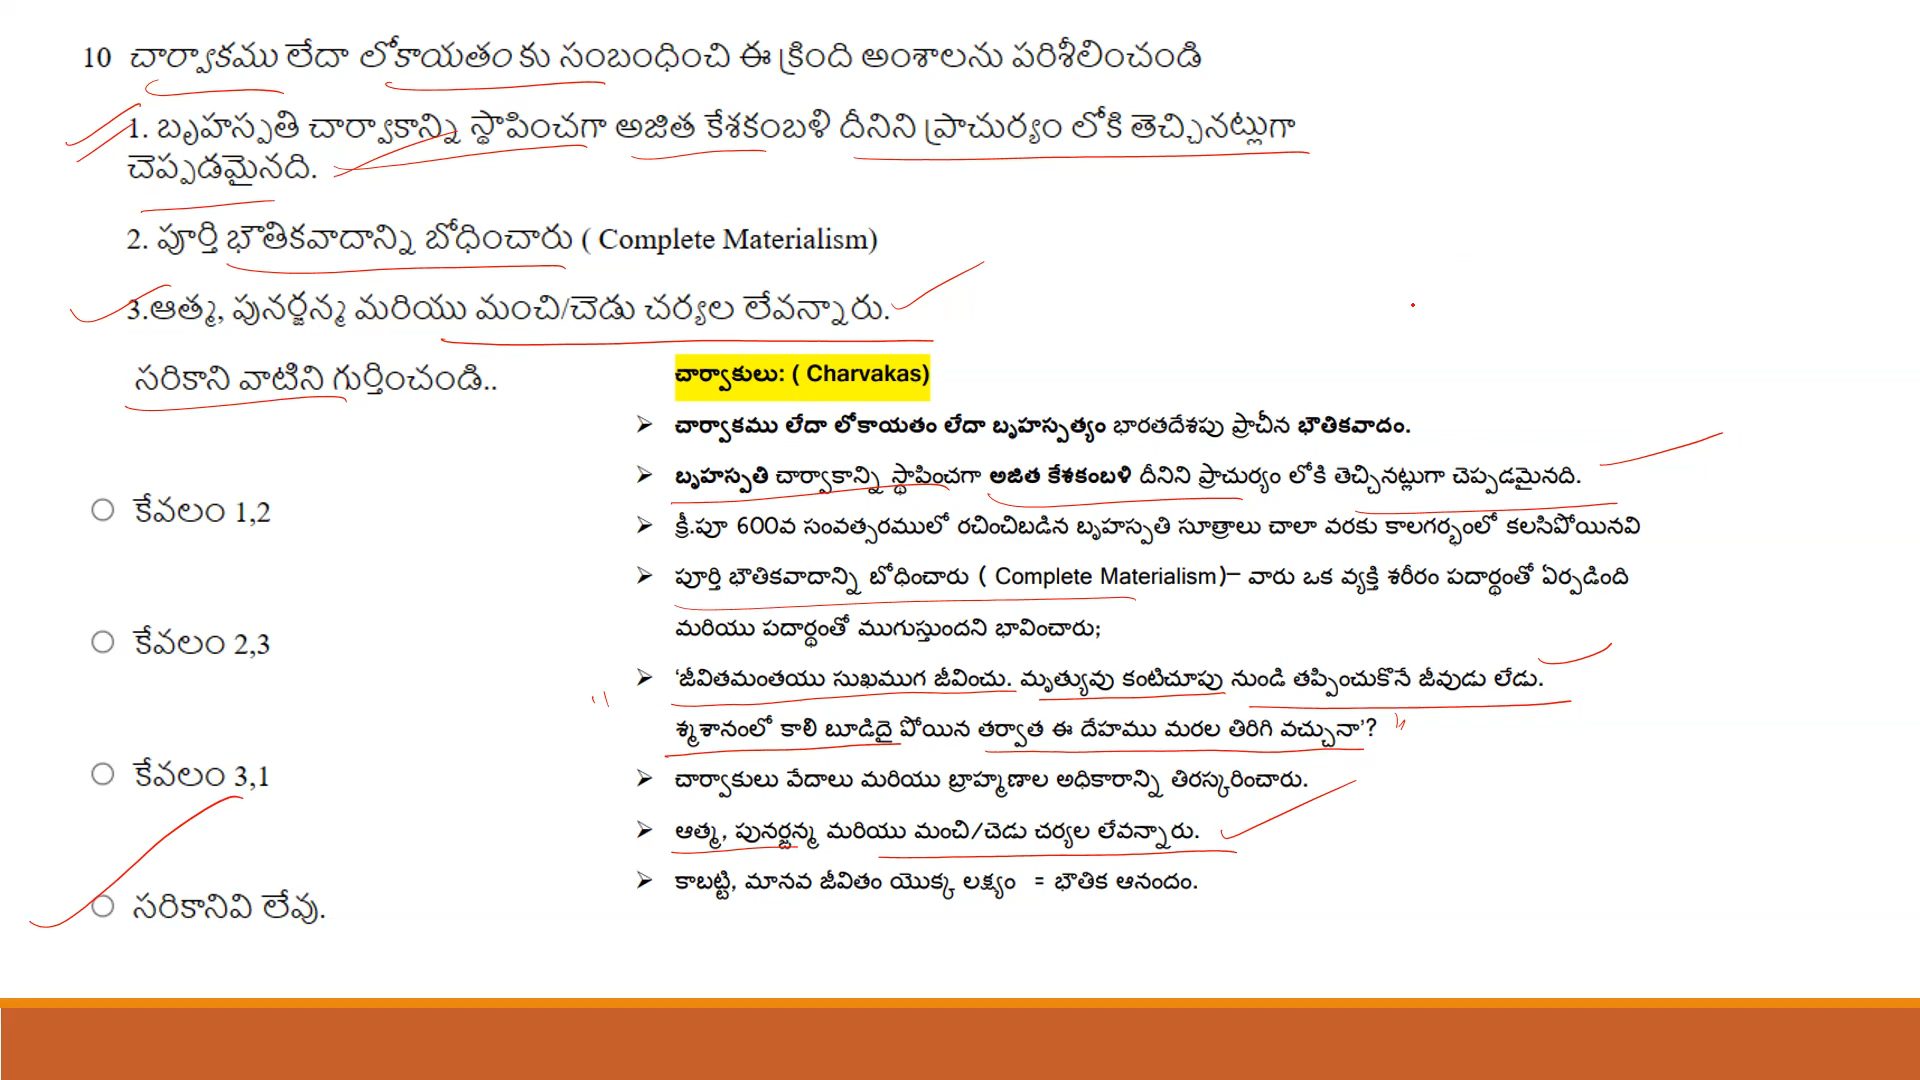 10 చార్వాకము లేదా లోకాయతం కు సంబంధించి ఈ క్రింది అంశాలను పరిశీలించండి
1. బృహస్పతి చార్వాకాన్ని స్థాపించగా అజిత కేశకంబళి దీనిని ప్రాచుర్యం లోకి తెచ్చినట్లుగా
చెప్పడమైనది.
2. పూర్తి భౌతికవాదాన్ని బోధించారు ( Complete Materialism)
3.ఆత్మ, పునర్జన్మ మరియు మంచి/చెడు చర్యల లేవన్నారు.
సరికాని వాటిని గుర్తించండి..
కేవలం 1,2
కేవలం 2,3
కేవలం 3,1
సరికానివి లేవు.
చార్వాకులు: ( Charvakas)
➢ చార్వాకము లేదా లోకాయతం లేదా బృహస్పత్యం భారతదేశపు ప్రాచీన భౌతికవాదం.
➢ బృహస్పతి చార్వాకాన్ని స్థాపించగా అజిత కేశకంబళి దీనిని ప్రాచుర్యం లోకి తెచ్చినట్లుగా చెప్పడమైనది.
➢ క్రీ.పూ 600వ సంవత్సరములో రచించిబడిన బృహస్పతి సూత్రాలు చాలా వరకు కాలగర్భంలో కలసిపోయినవి
➢ పూర్తి భౌతికవాదాన్ని బోధించారు ( Complete Materialism)– వారు ఒక వ్యక్తి శరీరం పదార్థంతో ఏర్పడింది
మరియు పదార్థంతో ముగుస్తుందని భావించారు;
➢ ‘జీవితమంతయు సుఖముగ జీవించు. మృత్యువు కంటిచూపు నుండి తప్పించుకొనే జీవుడు లేడు.
శ్మశానంలో కాలి బూడిదై పోయిన తర్వాత ఈ దేహము మరల తిరిగి వచ్చునా’?
➢ చార్వాకులు వేదాలు మరియు బ్రాహ్మణాల అధికారాన్ని తిరస్కరించారు.
➢ ఆత్మ, పునర్జన్మ మరియు మంచి/చెడు చర్యల లేవన్నారు.
➢ కాబట్టి, మానవ జీవితం యొక్క లక్ష్యం = భౌతిక ఆనందం.